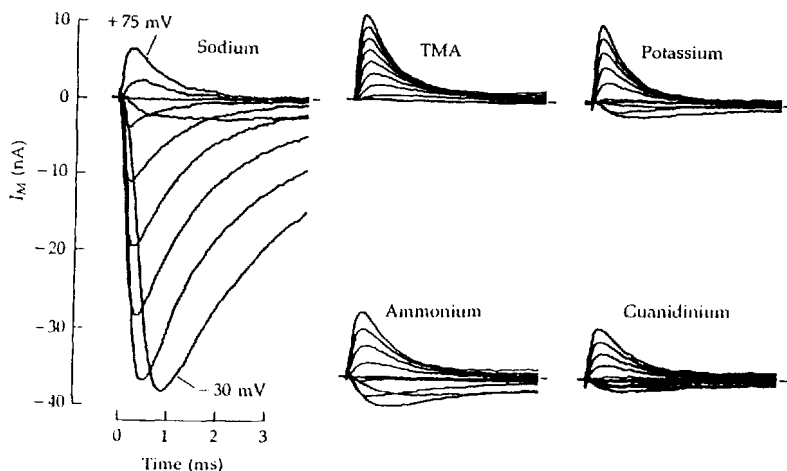 10
0
−10
−20
−30
−40
I_M (nA)
+75 mV
Sodium
−30 mV
0 1 2 3
Time (ms)
TMA
Potassium
Ammonium
Guanidinium